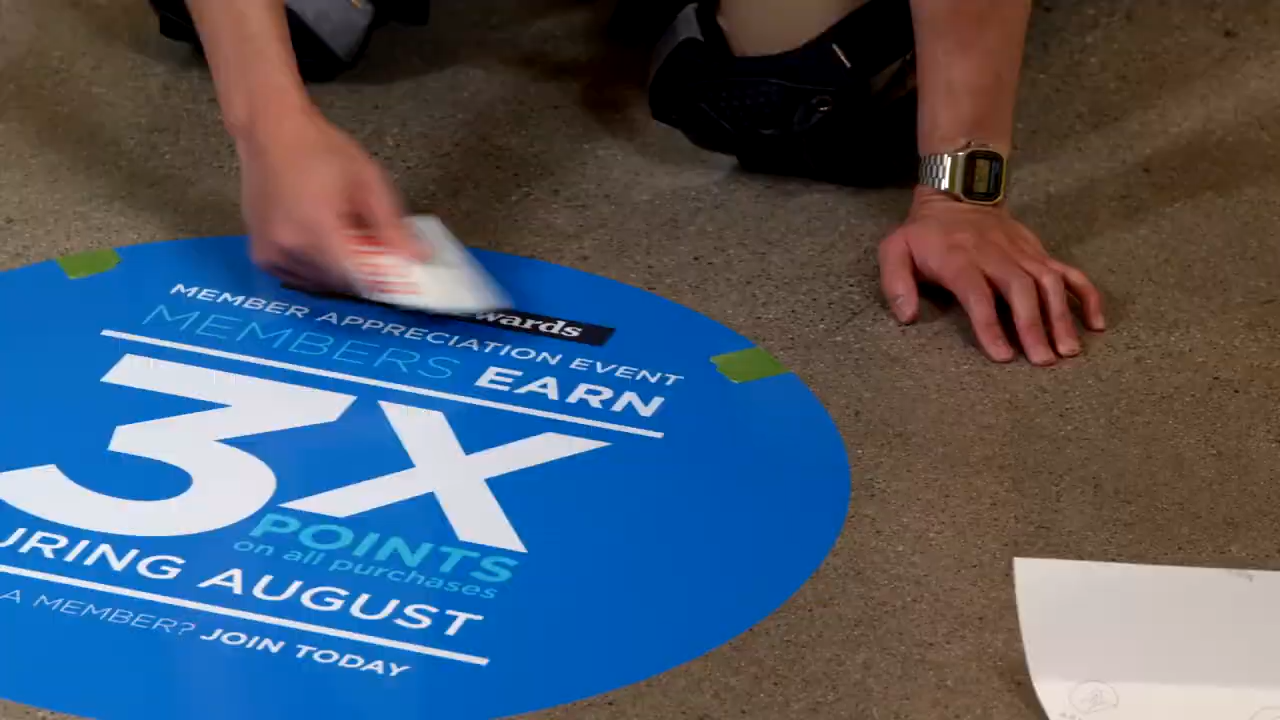 wards
MEMBER APPRECIATION EVENT
MEMBERS EARN
3X
POINTS
on all purchases
URING AUGUST
A MEMBER? JOIN TODAY